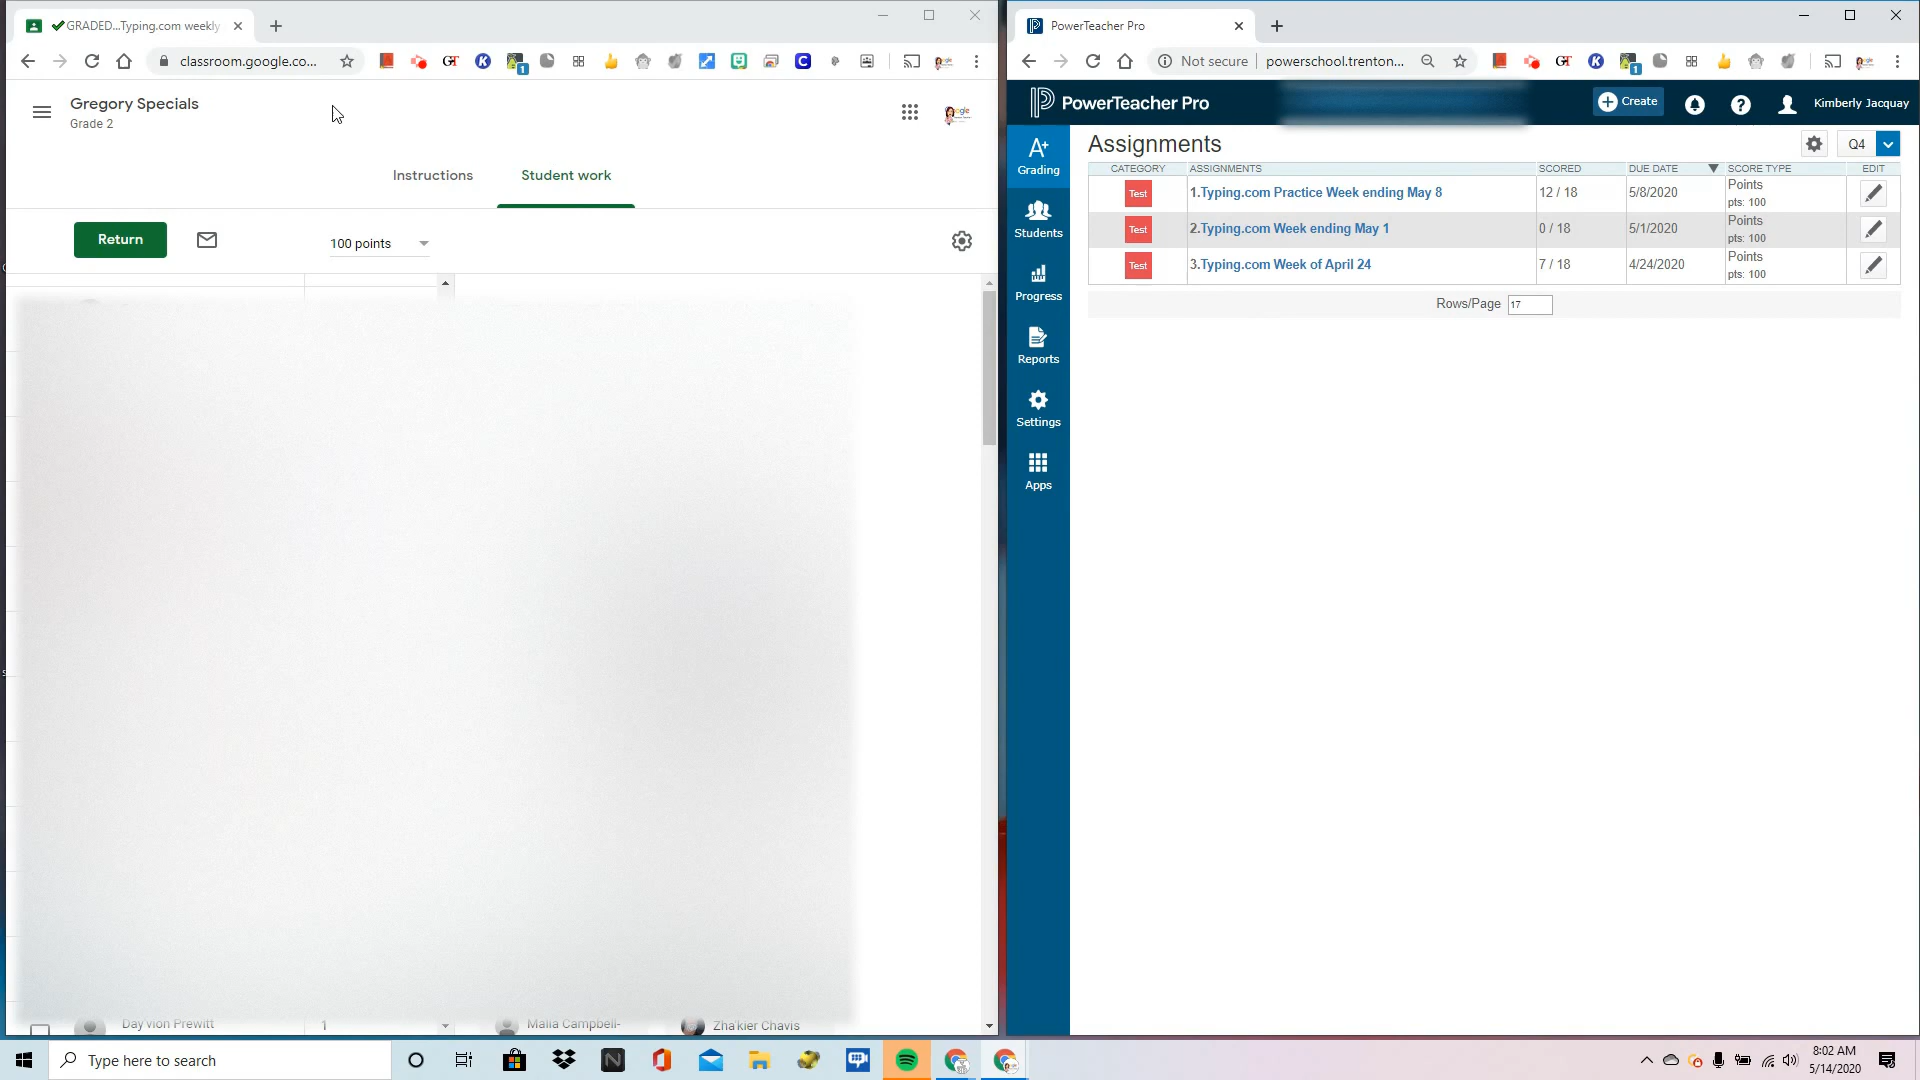 GRADED...Typing.com weekly
classroom.google.co...
1
Gregory Specials
Grade 2
Instructions
Student work
Return
100 points
Day'vion Prewitt
1
Malia Campbell-
Zha'kier Chavis
PowerTeacher Pro
Not secure
powerschool.trenton...
1
PowerTeacher Pro
Create
Kimberly Jacquay
Grading
Students
Progress
Reports
Settings
Apps
Assignments
Q4
CATEGORY ASSIGNMENTS SCORED DUE DATE SCORE TYPE EDIT
Test 1.Typing.com Practice Week ending May 8 12 / 18 5/8/2020 Points
pts: 100
Test 2.Typing.com Week ending May 1 0 / 18 5/1/2020 Points
pts: 100
Test 3.Typing.com Week of April 24 7 / 18 4/24/2020 Points
pts: 100
Rows/Page 17
Type here to search
8:02 AM
5/14/2020